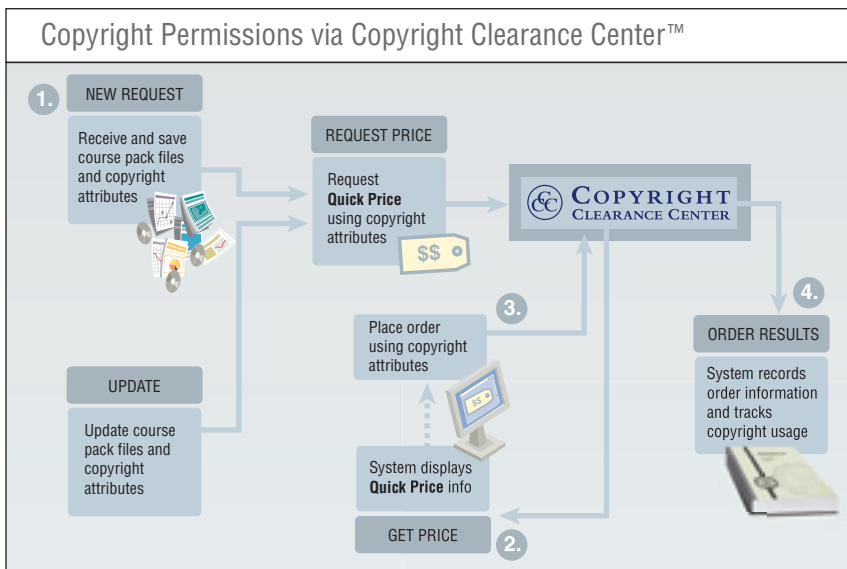 Copyright Permissions via Copyright Clearance Center™
1.
NEW REQUEST
Receive and save
course pack files
and copyright
attributes
REQUEST PRICE
Request
Quick Price
using copyright
attributes
$$
CCC
COPYRIGHT
CLEARANCE CENTER
UPDATE
Update course
pack files and
copyright
attributes
3.
Place order
using copyright
attributes
$$
System displays
Quick Price info
GET PRICE
2.
4.
ORDER RESULTS
System records
order information
and tracks
copyright usage